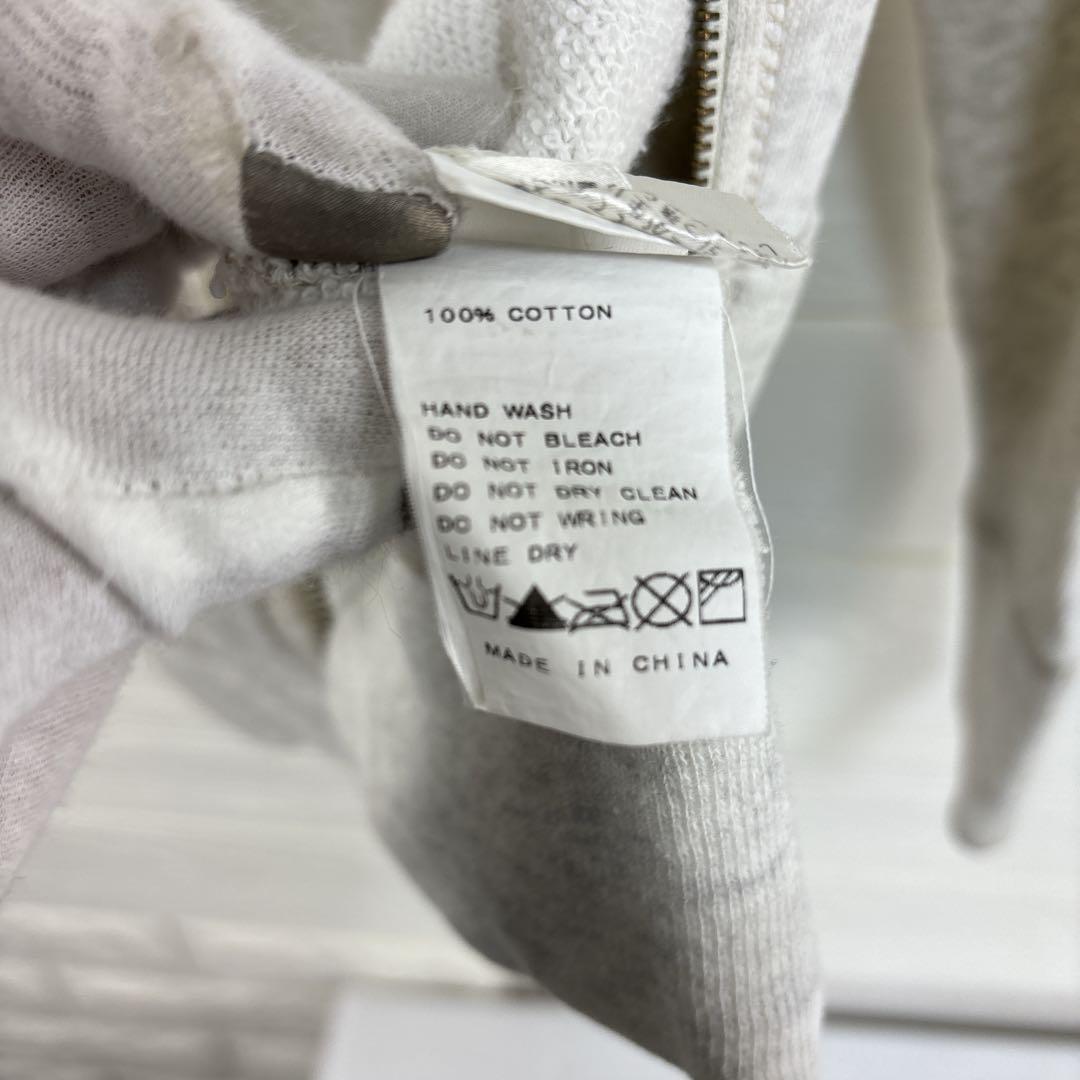 100% COTTON
HAND WASH
DO NOT BLEACH
DO NOT IRON
DO NOT DRY CLEAN
DO NOT WRING
LINE DRY
MADE IN CHINA